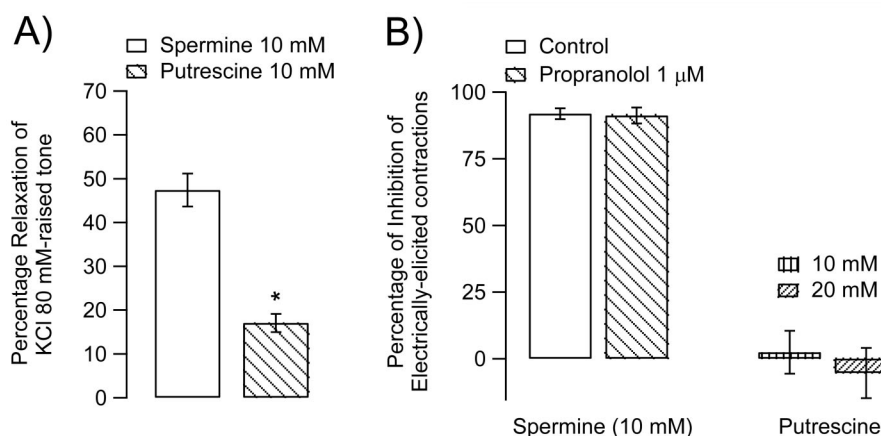 A)
Spermine 10 mM
Putrescine 10 mM
Percentage Relaxation of
KCl 80 mM-raised tone
70
60
50
40
30
20
10
0
*
B)
Control
Propranolol 1 μM
Percentage of Inhibition of
Electrically-elicited contractions
100
75
50
25
0
10 mM
20 mM
Spermine (10 mM)
Putrescine